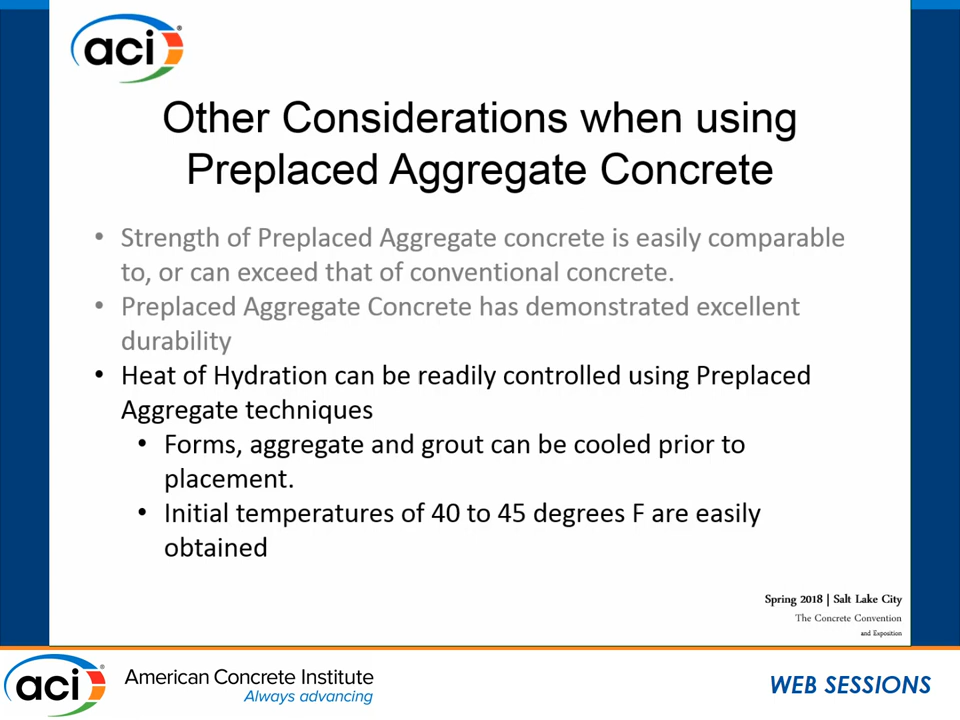 aci
Other Considerations when using
Preplaced Aggregate Concrete
• Strength of Preplaced Aggregate concrete is easily comparable
to, or can exceed that of conventional concrete.
• Preplaced Aggregate Concrete has demonstrated excellent
durability
• Heat of Hydration can be readily controlled using Preplaced
Aggregate techniques
• Forms, aggregate and grout can be cooled prior to
placement.
• Initial temperatures of 40 to 45 degrees F are easily
obtained
Spring 2018 | Salt Lake City
The Concrete Convention
and Exposition
aci
American Concrete Institute
Always advancing
WEB SESSIONS